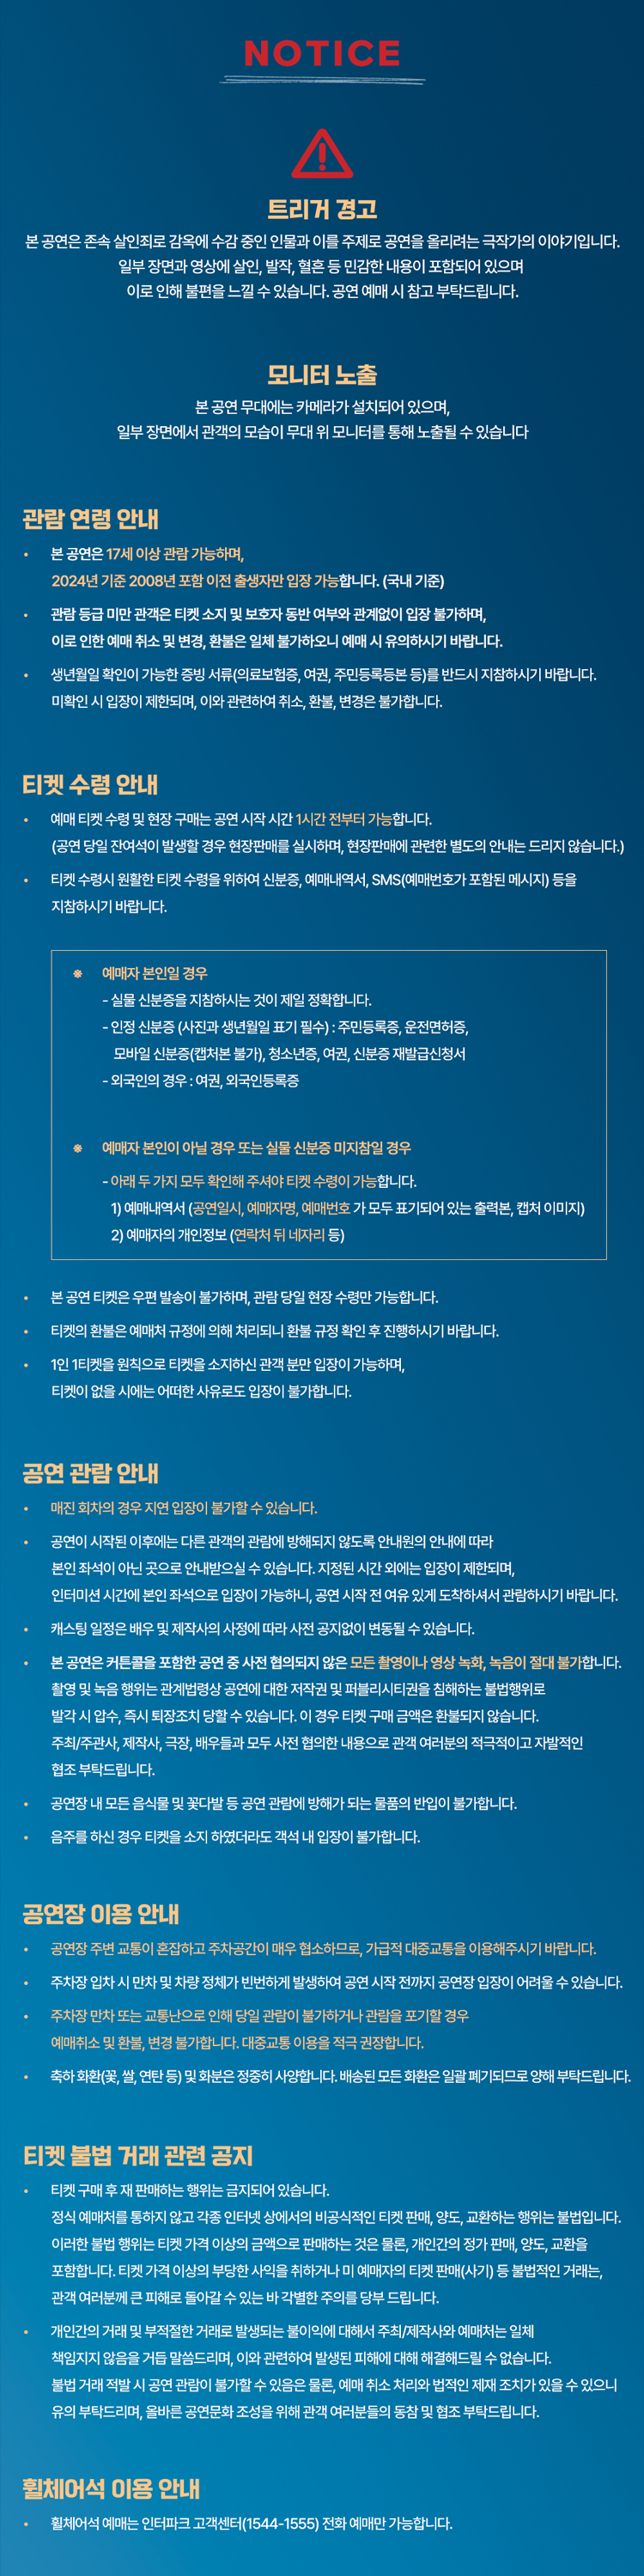 NOTICE
트리거 경고
본 공연은 존속 살인죄로 감옥에 수감 중인 인물과 이를 주제로 공연을 올리려는 극작가의 이야기입니다.
일부 장면과 영상에 살인, 발작, 혈흔 등 민감한 내용이 포함되어 있으며
이로 인해 불편을 느낄 수 있습니다. 공연 예매 시 참고 부탁드립니다.
모니터 노출
본 공연 무대에는 카메라가 설치되어 있으며,
일부 장면에서 관객의 모습이 무대 위 모니터를 통해 노출될 수 있습니다
관람 연령 안내
• 본 공연은 17세 이상 관람 가능하며,
2024년 기준 2008년 포함 이전 출생자만 입장 가능합니다. (국내 기준)
• 관람 등급 미만 관객은 티켓 소지 및 보호자 동반 여부와 관계없이 입장 불가하며,
이로 인한 예매 취소 및 변경, 환불은 일체 불가하오니 예매 시 유의하시기 바랍니다.
• 생년월일 확인이 가능한 증빙 서류(의료보험증, 여권, 주민등록등본 등)를 반드시 지참하시기 바랍니다.
미확인 시 입장이 제한되며, 이와 관련하여 취소, 환불, 변경은 불가합니다.
티켓 수령 안내
• 예매 티켓 수령 및 현장 구매는 공연 시작 시간 1시간 전부터 가능합니다.
(공연 당일 잔여석이 발생할 경우 현장판매를 실시하며, 현장판매에 관련한 별도의 안내는 드리지 않습니다.)
• 티켓 수령시 원활한 티켓 수령을 위하여 신분증, 예매내역서, SMS(예매번호가 포함된 메시지) 등을
지참하시기 바랍니다.
※ 예매자 본인일 경우
- 실물 신분증을 지참하시는 것이 제일 정확합니다.
- 인정 신분증 (사진과 생년월일 표기 필수) : 주민등록증, 운전면허증,
모바일 신분증(캡처본 불가), 청소년증, 여권, 신분증 재발급신청서
- 외국인의 경우 : 여권, 외국인등록증
※ 예매자 본인이 아닐 경우 또는 실물 신분증 미지참일 경우
- 아래 두 가지 모두 확인해 주셔야 티켓 수령이 가능합니다.
1) 예매내역서 (공연일시, 예매자명, 예매번호 가 모두 표기되어 있는 출력본, 캡처 이미지)
2) 예매자의 개인정보 (연락처 뒤 네자리 등)
• 본 공연 티켓은 우편 발송이 불가하며, 관람 당일 현장 수령만 가능합니다.
• 티켓의 환불은 예매처 규정에 의해 처리되니 환불 규정 확인 후 진행하시기 바랍니다.
• 1인 1티켓을 원칙으로 티켓을 소지하신 관객 분만 입장이 가능하며,
티켓이 없을 시에는 어떠한 사유로도 입장이 불가합니다.
공연 관람 안내
• 매진 회차의 경우 지연 입장이 불가할 수 있습니다.
• 공연이 시작된 이후에는 다른 관객의 관람에 방해되지 않도록 안내원의 안내에 따라
본인 좌석이 아닌 곳으로 안내받으실 수 있습니다. 지정된 시간 외에는 입장이 제한되며,
인터미션 시간에 본인 좌석으로 입장이 가능하니, 공연 시작 전 여유 있게 도착하셔서 관람하시기 바랍니다.
• 캐스팅 일정은 배우 및 제작사의 사정에 따라 사전 공지없이 변동될 수 있습니다.
• 본 공연은 커튼콜을 포함한 공연 중 사전 협의되지 않은 모든 촬영이나 영상 녹화, 녹음이 절대 불가합니다.
촬영 및 녹음 행위는 관계법령상 공연에 대한 저작권 및 퍼블리시티권을 침해하는 불법행위로
발각 시 압수, 즉시 퇴장조치 당할 수 있습니다. 이 경우 티켓 구매 금액은 환불되지 않습니다.
주최/주관사, 제작사, 극장, 배우들과 모두 사전 협의한 내용으로 관객 여러분의 적극적이고 자발적인
협조 부탁드립니다.
• 공연장 내 모든 음식물 및 꽃다발 등 공연 관람에 방해가 되는 물품의 반입이 불가합니다.
• 음주를 하신 경우 티켓을 소지 하였더라도 객석 내 입장이 불가합니다.
공연장 이용 안내
• 공연장 주변 교통이 혼잡하고 주차공간이 매우 협소하므로, 가급적 대중교통을 이용해주시기 바랍니다.
• 주차장 입차 시 만차 및 차량 정체가 빈번하게 발생하여 공연 시작 전까지 공연장 입장이 어려울 수 있습니다.
• 주차장 만차 또는 교통난으로 인해 당일 관람이 불가하거나 관람을 포기할 경우
예매취소 및 환불, 변경 불가합니다. 대중교통 이용을 적극 권장합니다.
• 축하 화환(꽃, 쌀, 연탄 등) 및 화분은 정중히 사양합니다. 배송된 모든 화환은 일괄 폐기되므로 양해 부탁드립니다.
티켓 불법 거래 관련 공지
• 티켓 구매 후 재 판매하는 행위는 금지되어 있습니다.
정식 예매처를 통하지 않고 각종 인터넷 상에서의 비공식적인 티켓 판매, 양도, 교환하는 행위는 불법입니다.
이러한 불법 행위는 티켓 가격 이상의 금액으로 판매하는 것은 물론, 개인간의 정가 판매, 양도, 교환을
포함합니다. 티켓 가격 이상의 부당한 사익을 취하거나 미 예매자의 티켓 판매(사기) 등 불법적인 거래는,
관객 여러분께 큰 피해로 돌아갈 수 있는 바 각별한 주의를 당부 드립니다.
• 개인간의 거래 및 부적절한 거래로 발생되는 불이익에 대해서 주최/제작사와 예매처는 일체
책임지지 않음을 거듭 말씀드리며, 이와 관련하여 발생된 피해에 대해 해결해드릴 수 없습니다.
불법 거래 적발 시 공연 관람이 불가할 수 있음은 물론, 예매 취소 처리와 법적인 제재 조치가 있을 수 있으니
유의 부탁드리며, 올바른 공연문화 조성을 위해 관객 여러분들의 동참 및 협조 부탁드립니다.
휠체어석 이용 안내
• 휠체어석 예매는 인터파크 고객센터(1544-1555) 전화 예매만 가능합니다.